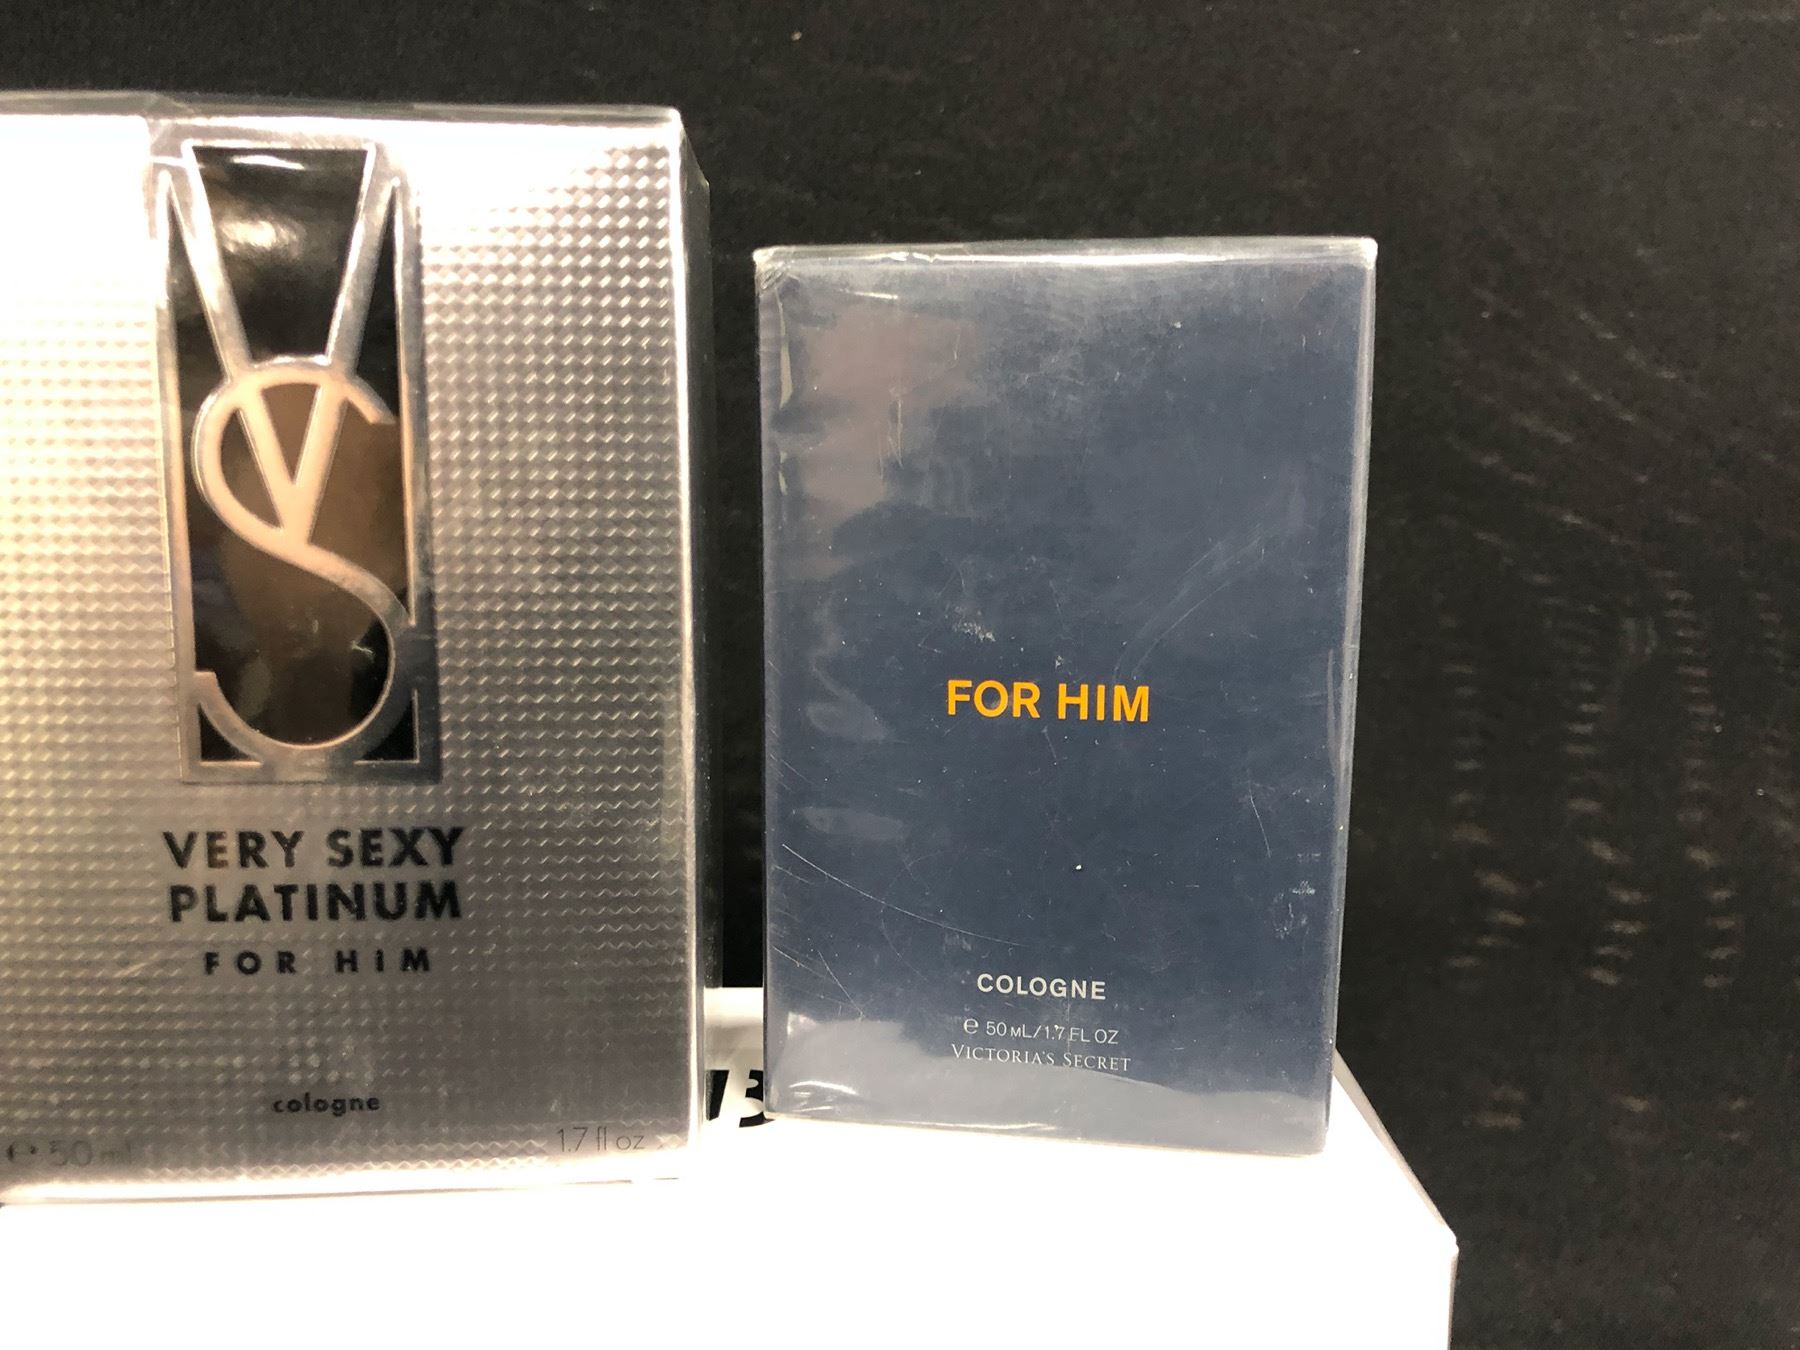 VS
VERY SEXY
PLATINUM
FOR HIM
cologne
e 50 ml 1.7 fl oz
FOR HIM
COLOGNE
e 50 mL/1.7 FL OZ
VICTORIA'S SECRET